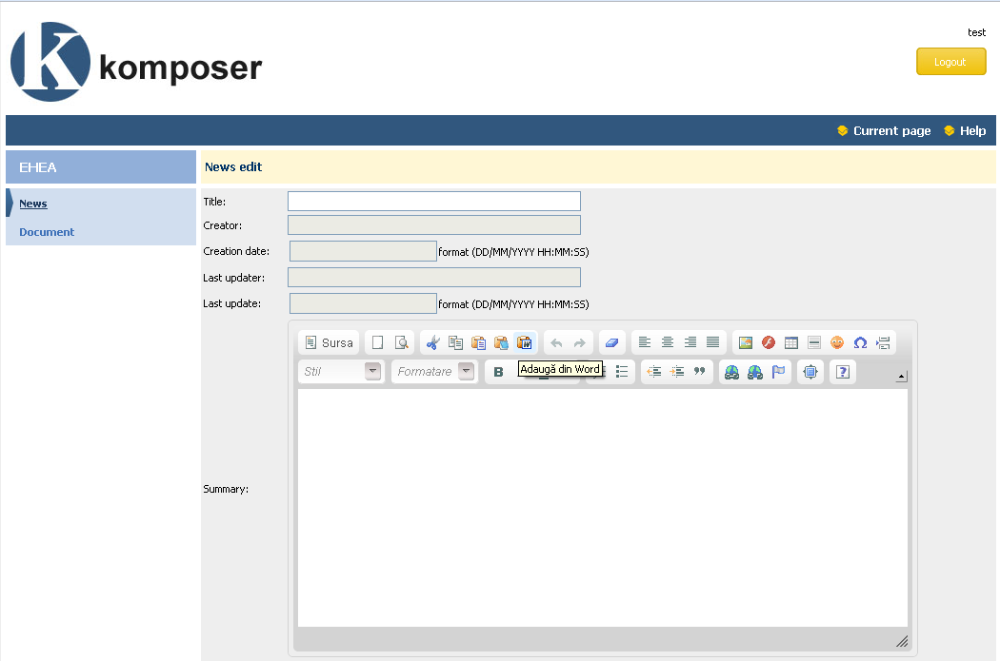 test
K komposer
Logout
Current page Help
EHEA
News edit
News
Document
Title:
Creator:
Creation date: format (DD/MM/YYYY HH:MM:SS)
Last updater:
Last update: format (DD/MM/YYYY HH:MM:SS)
Sursa
Stil Formatare B
Adaugă din Word
Summary: